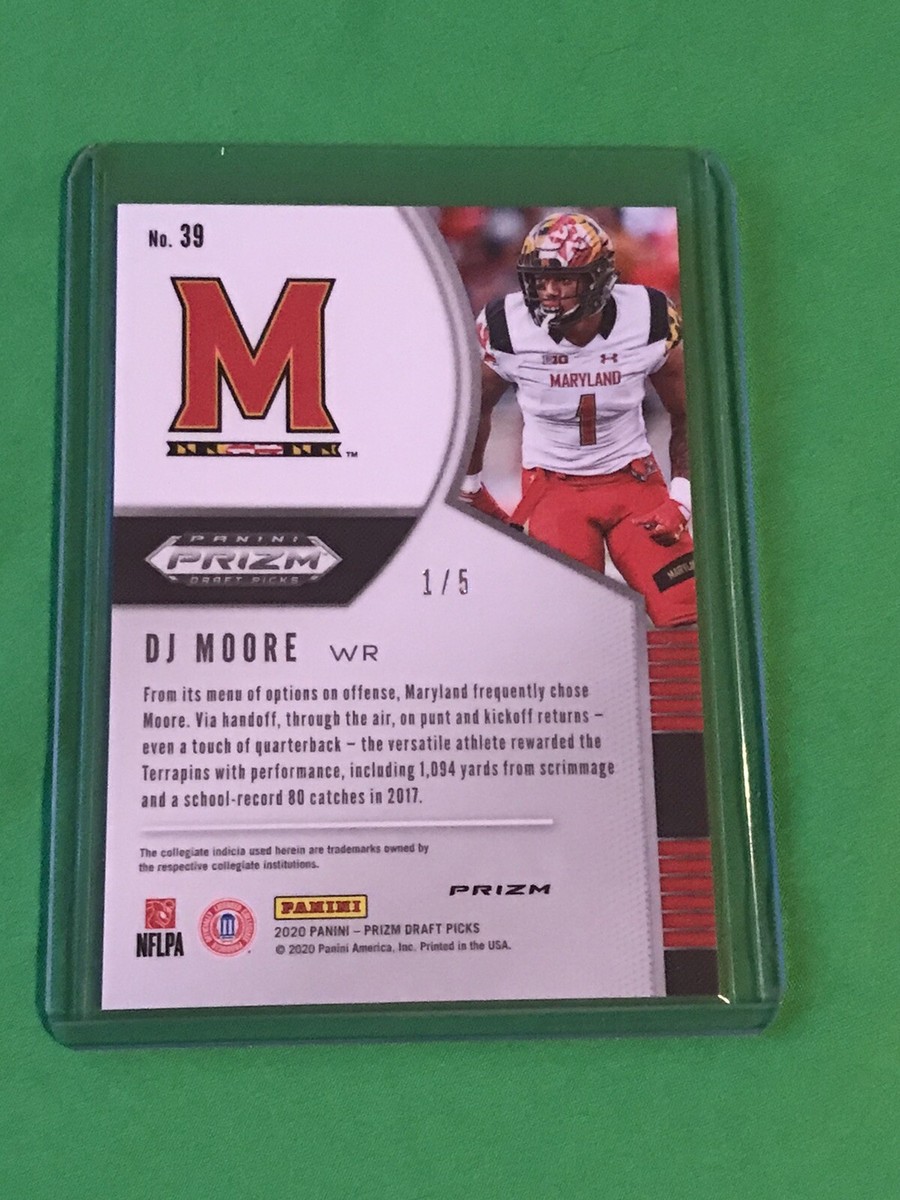 No. 39
M
TM
B1G
MARYLAND
1
MARYLAND
PANINI
PRIZM
DRAFT PICKS
1/5
DJ MOORE WR
From its menu of options on offense, Maryland frequently chose
Moore. Via handoff, through the air, on punt and kickoff returns –
even a touch of quarterback – the versatile athlete rewarded the
Terrapins with performance, including 1,094 yards from scrimmage
and a school-record 80 catches in 2017.
The collegiate indicia used herein are trademarks owned by
the respective collegiate institutions.
PRIZM
NFLPA
PANINI
2020 PANINI – PRIZM DRAFT PICKS
© 2020 Panini America, Inc. Printed in the USA.